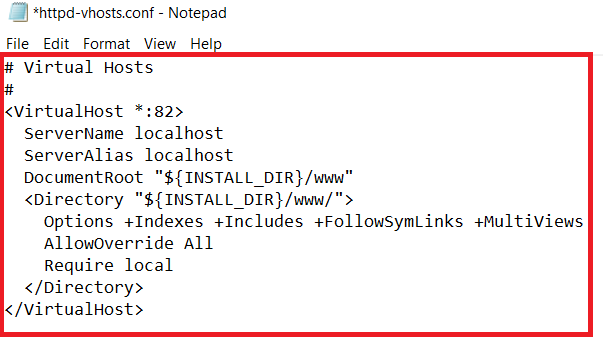 *httpd-vhosts.conf - Notepad
File Edit Format View Help
# Virtual Hosts
#
<VirtualHost *:82>
  ServerName localhost
  ServerAlias localhost
  DocumentRoot "${INSTALL_DIR}/www"
  <Directory "${INSTALL_DIR}/www/">
    Options +Indexes +Includes +FollowSymLinks +MultiViews
    AllowOverride All
    Require local
  </Directory>
</VirtualHost>